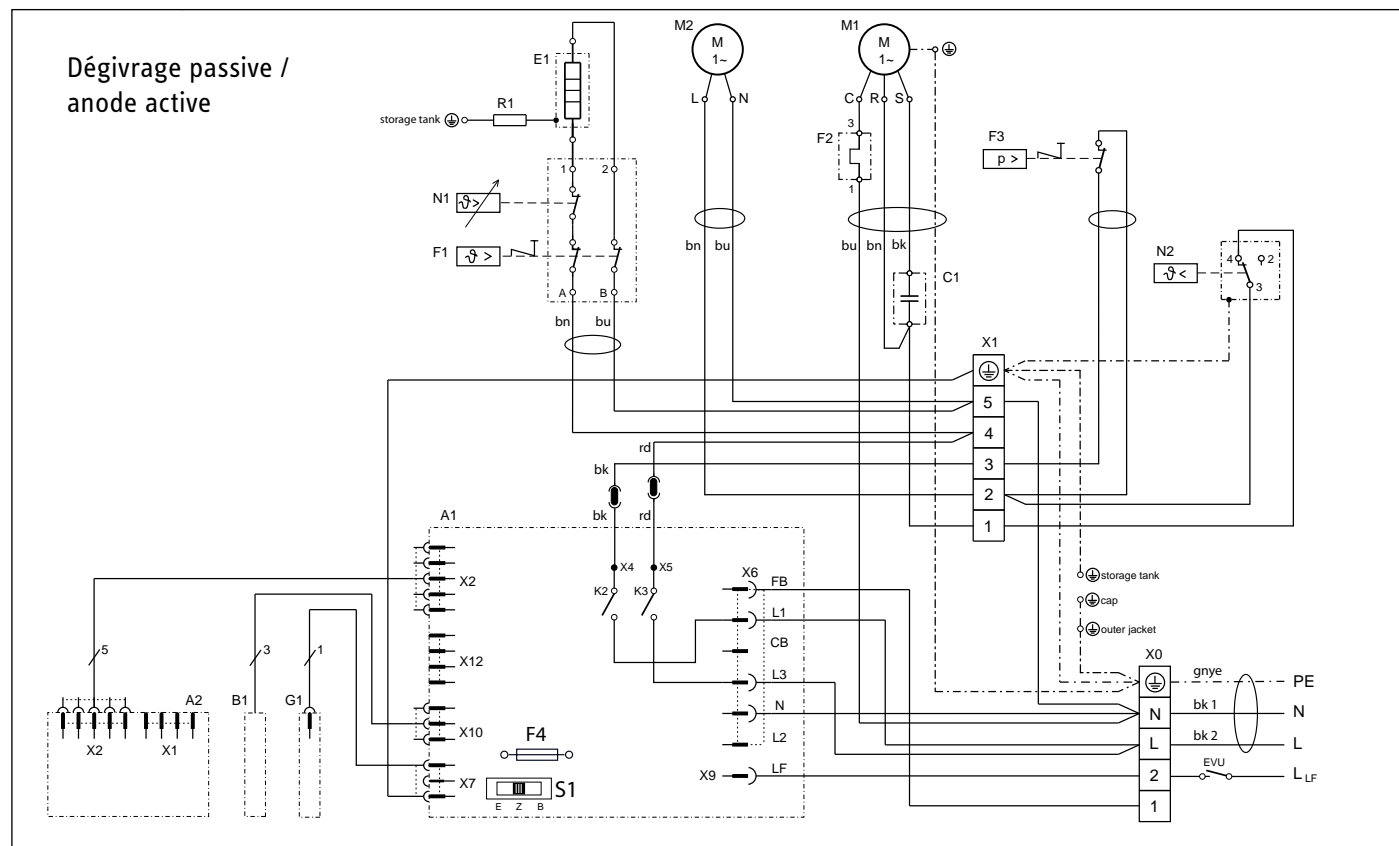 Dégivrage passive /
anode active
M2
M1
M
1~
M
1~
E1
R1
storage tank
L
N
C
R
S
3
F2
1
F3
p >
1
2
N1
ϑ>
F1
ϑ >
bn
bu
bu
bn
bk
N2
ϑ <
4
2
3
C1
A
B
bn
bu
X1
5
4
3
2
1
rd
bk
bk
rd
A1
X4
X5
X6
FB
X2
K2
K3
L1
storage tank
cap
outer jacket
CB
X12
5
3
1
L3
X0
gnye
PE
A2
B1
G1
N
N
bk 1
N
X10
F4
L2
L
bk 2
L
X2
X1
X7
S1
E
Z
B
X9
LF
2
EVU
L LF
1